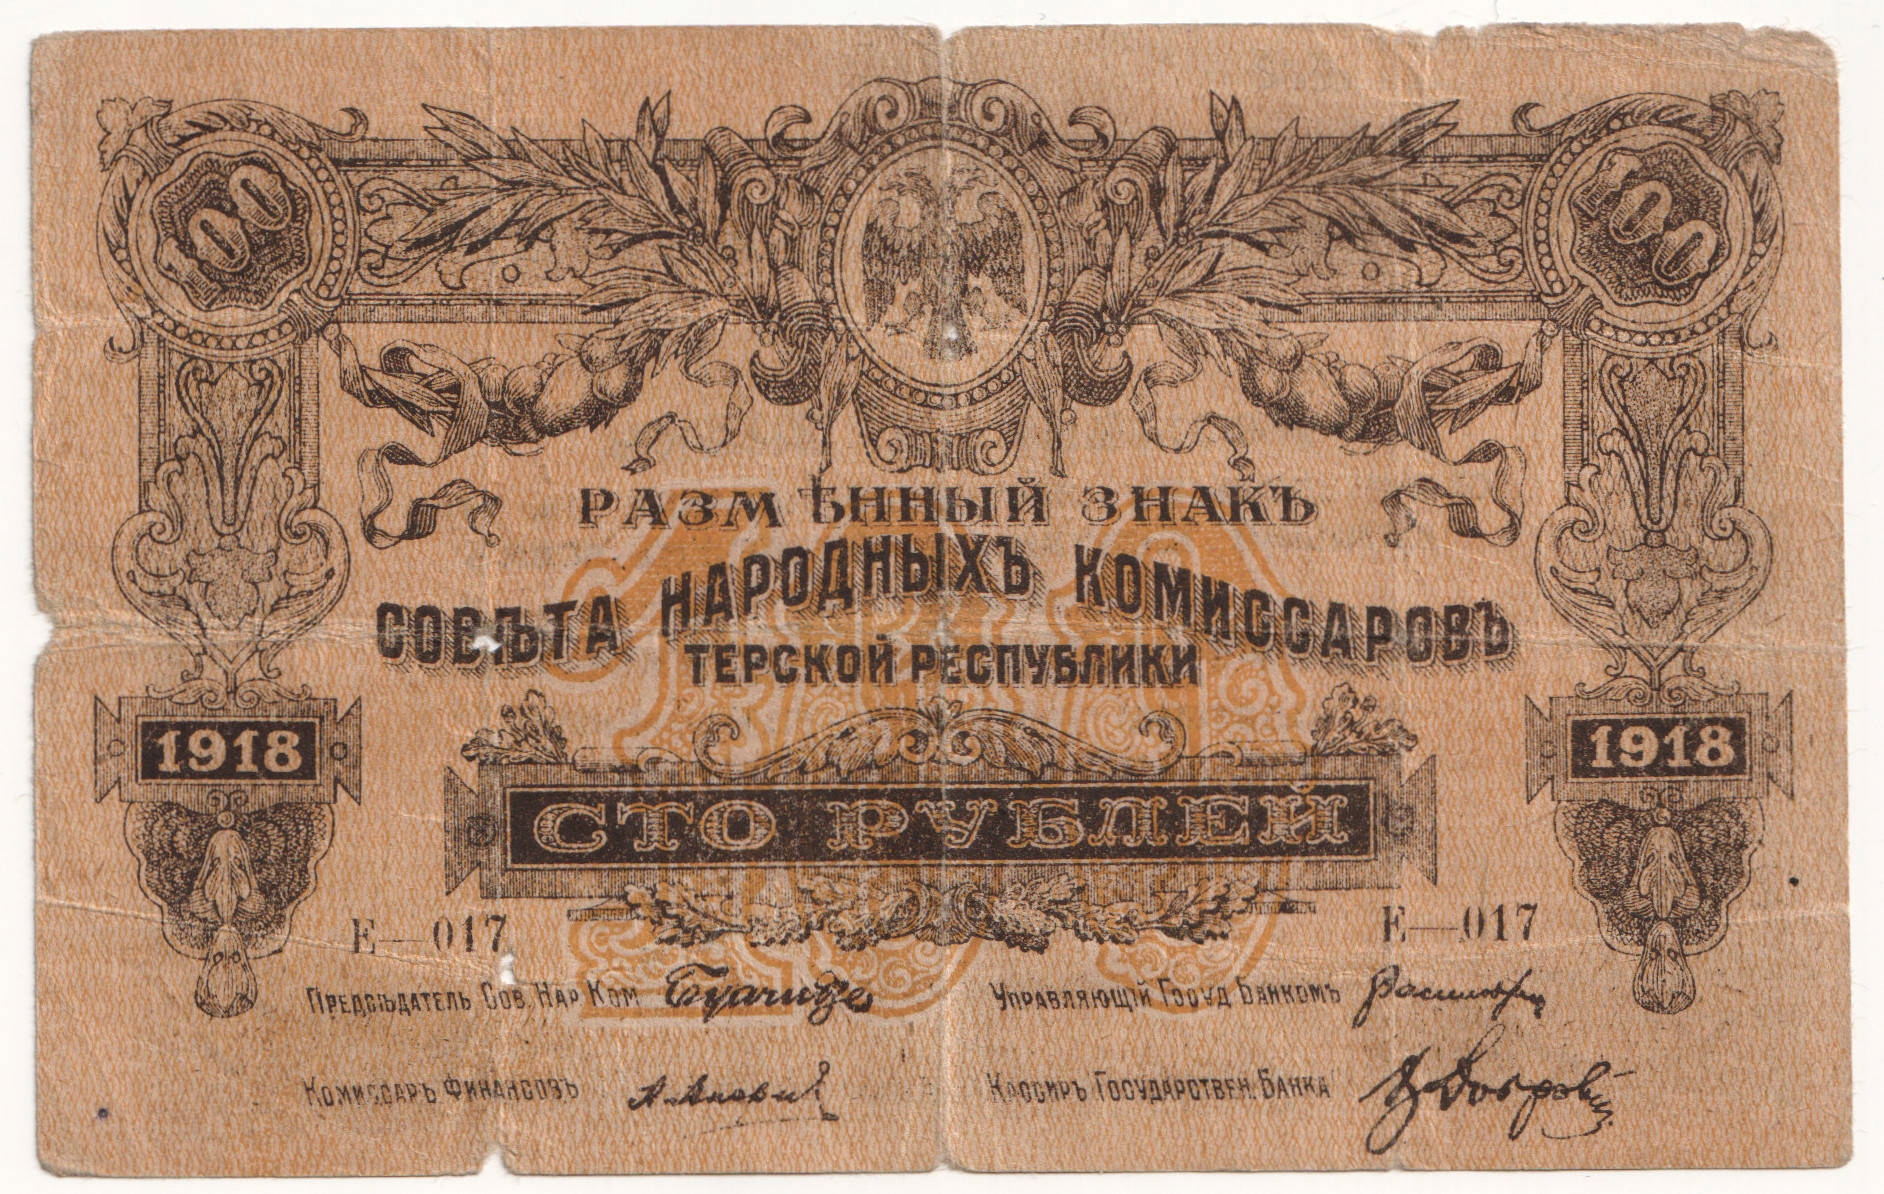 100 100
РАЗМѢННЫЙ ЗНАКЪ
СОВѢТА НАРОДНЫХЪ КОМИССАРОВЪ
ТЕРСКОЙ РЕСПУБЛИКИ
1918 1918
СТО РУБЛЕЙ
Е—017 Е—017
ПРЕДСѢДАТЕЛЬ СОВ. НАР. КОМ Буачидзе УПРАВЛЯЮЩІЙ ГОСУД БАНКОМЪ
КОМИССАРЪ ФИНАНСОВЪ КАССИРЪ ГОСУДАРСТВЕН. БАНКА